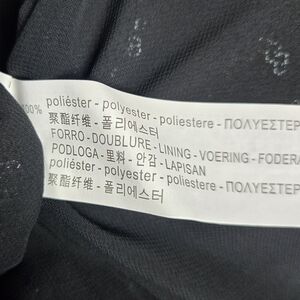 100% poliéster - polyester - poliestere - ΠΟΛΥΕΣΤΕΡ
聚酯纤维 - 폴리에스터
FORRO - DOUBLURE - LINING - VOERING - FODERA
PODLOGA - 里料 - 안감 - LAPISAN
poliéster - polyester - poliestere - ΠΟΛΥΕΣΤΕΡ
聚酯纤维 - 폴리에스터